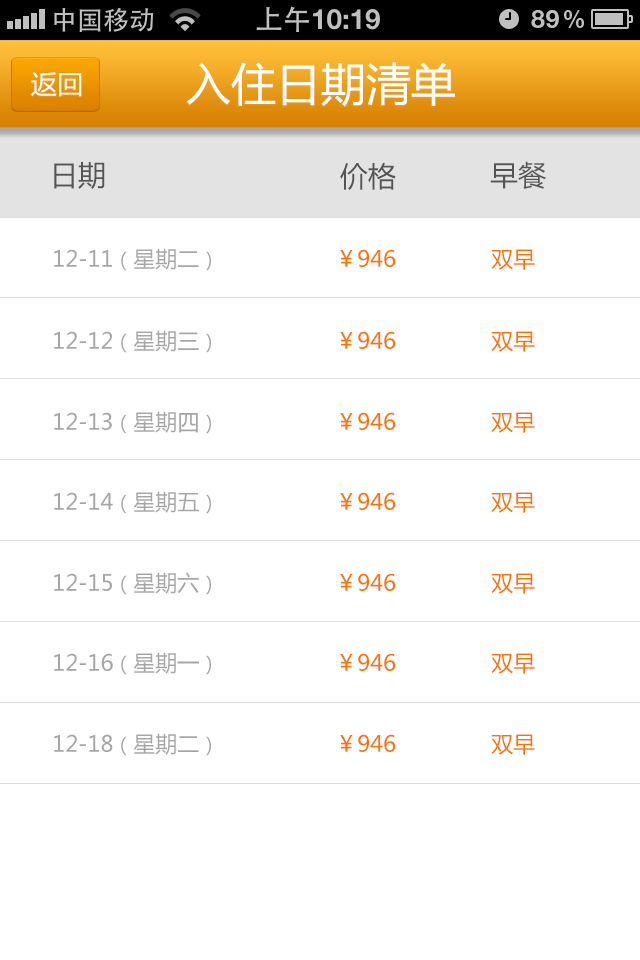 中国移动 上午10:19 89%
返回 入住日期清单
日期 价格 早餐
12-11（星期二） ¥946 双早
12-12（星期三） ¥946 双早
12-13（星期四） ¥946 双早
12-14（星期五） ¥946 双早
12-15（星期六） ¥946 双早
12-16（星期一） ¥946 双早
12-18（星期二） ¥946 双早